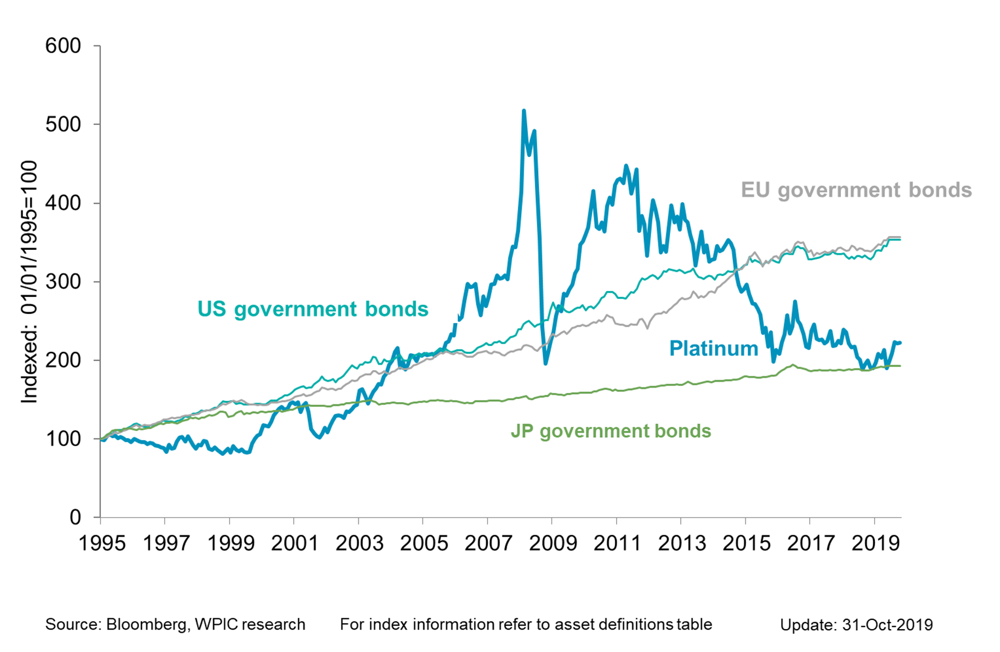 600
500
400
300
200
100
0
Indexed: 01/01/1995=100
EU government bonds
US government bonds
Platinum
JP government bonds
1995 1997 1999 2001 2003 2005 2007 2009 2011 2013 2015 2017 2019
Source: Bloomberg, WPIC research For index information refer to asset definitions table Update: 31-Oct-2019